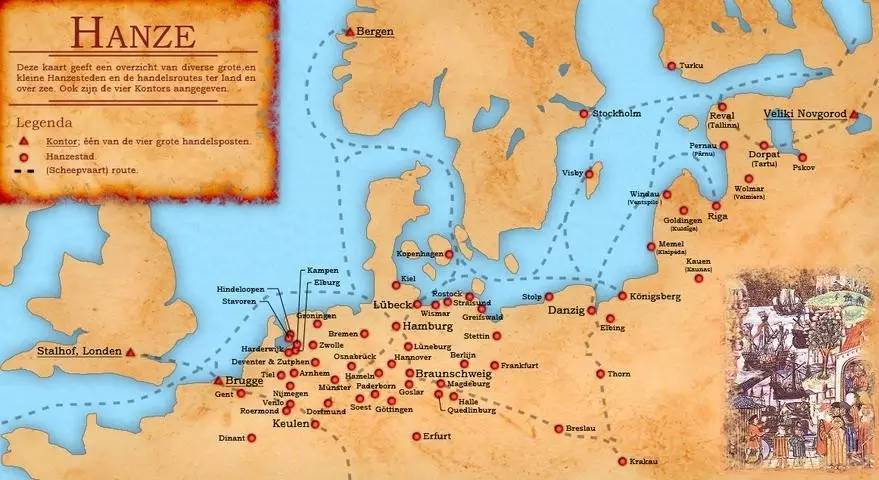 HANZE
Deze kaart geeft een overzicht van diverse grote en
kleine Hanzesteden en de handelsroutes ter land en
over zee. Ook zijn de vier Kontors aangegeven.
Legenda
Kontor; één van de vier grote handelsposten.
Hanzestad.
(Scheepvaart) route.
Bergen
Turku
Stockholm
Reval
(Tallinn)
Veliki Novgorod
Pernau
(Pärnu)
Dorpat
(Tartu)
Pskov
Visby
Wolmar
(Valmiera)
Windau
(Ventspils)
Goldingen
(Kuldiga)
Riga
Memel
(Klaipėda)
Kauen
(Kaunas)
Kopenhagen
Kiel
Lübeck
Rostock
Stralsund
Wismar
Greifswald
Stolp
Danzig
Königsberg
Elbing
Kampen
Elburg
Hindeloopen
Stavoren
Groningen
Bremen
Hamburg
Stettin
Stalhof, Londen
Harderwijk
Zwolle
Lüneburg
Deventer & Zutphen
Osnabrück
Hannover
Berlijn
Frankfurt
Brugge
Tiel
Arnhem
Hameln
Braunschweig
Thorn
Gent
Nijmegen
Münster
Paderborn
Goslar
Magdeburg
Venlo
Halle
Roermond
Dortmund
Soest
Göttingen
Quedlinburg
Keulen
Dinant
Erfurt
Breslau
Krakau